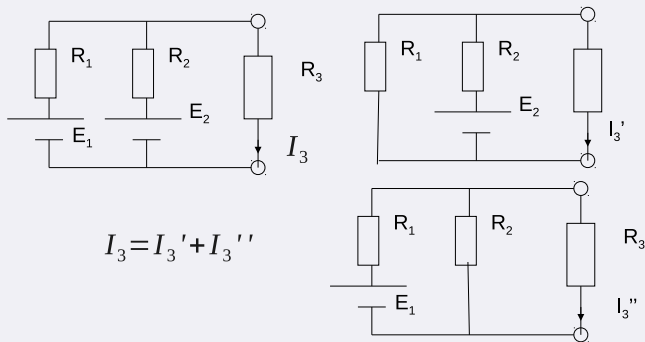 R1 R2 R3
E1 E2
I3
R1 R2
E2
I3'
I3=I3'+I3''
R1 R2 R3
E1
I3"